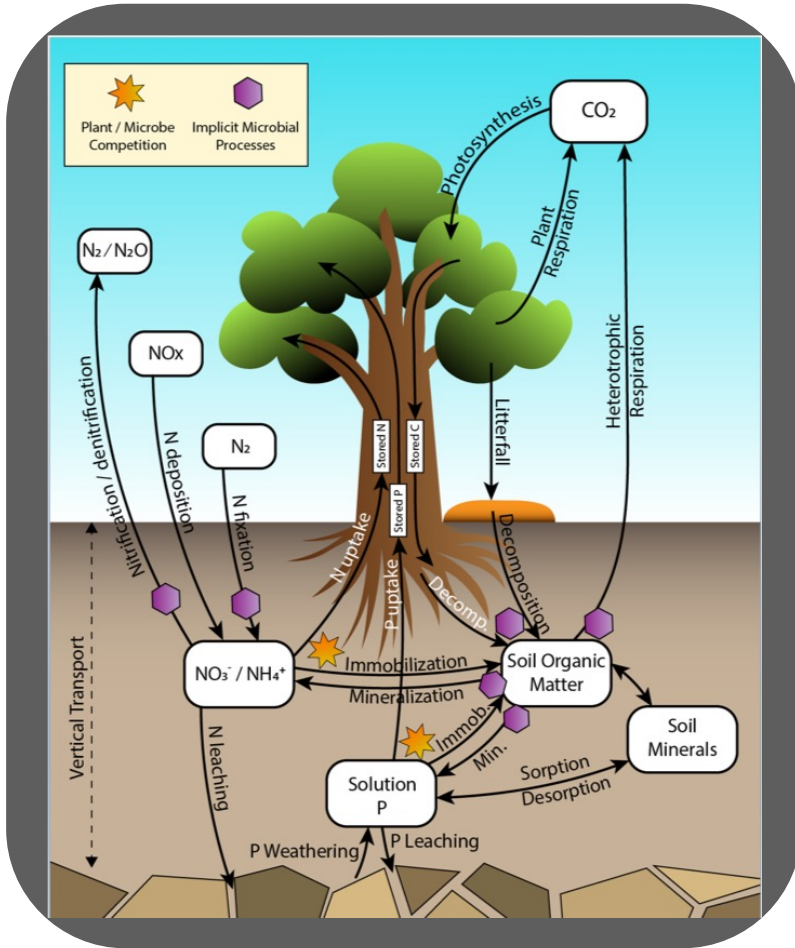 Plant / Microbe
Competition
Implicit Microbial
Processes
CO₂
Photosynthesis
Plant
Respiration
N₂ / N₂O
NOx
N₂
Heterotrophic
Respiration
Nitrification / denitrification
N deposition
N fixation
Stored N
Stored C
Stored P
Litterfall
N uptake
P uptake
Decomp.
Decomposition
Vertical Transport
NO₃⁻ / NH₄⁺
Immobilization
Mineralization
Soil Organic
Matter
Immob.
Min.
Soil
Minerals
N leaching
Solution
P
Sorption
Desorption
P Weathering
P Leaching